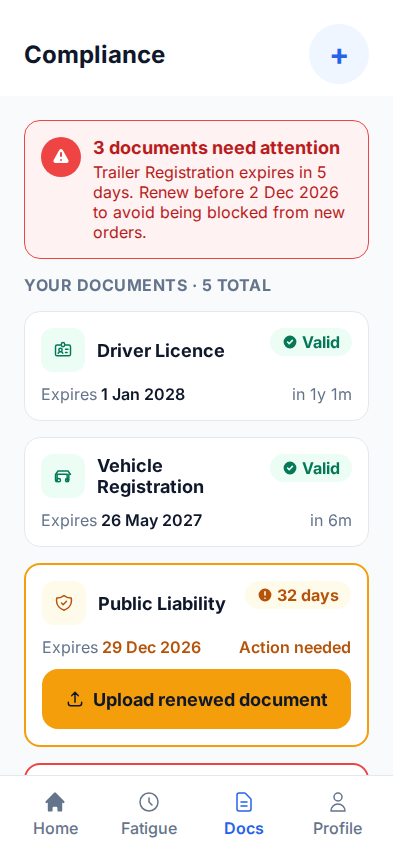 Compliance
+
3 documents need attention
Trailer Registration expires in 5
days. Renew before 2 Dec 2026
to avoid being blocked from new
orders.
YOUR DOCUMENTS · 5 TOTAL
Driver Licence
Valid
Expires 1 Jan 2028
in 1y 1m
Vehicle
Registration
Valid
Expires 26 May 2027
in 6m
Public Liability
32 days
Expires 29 Dec 2026
Action needed
Upload renewed document
Home
Fatigue
Docs
Profile